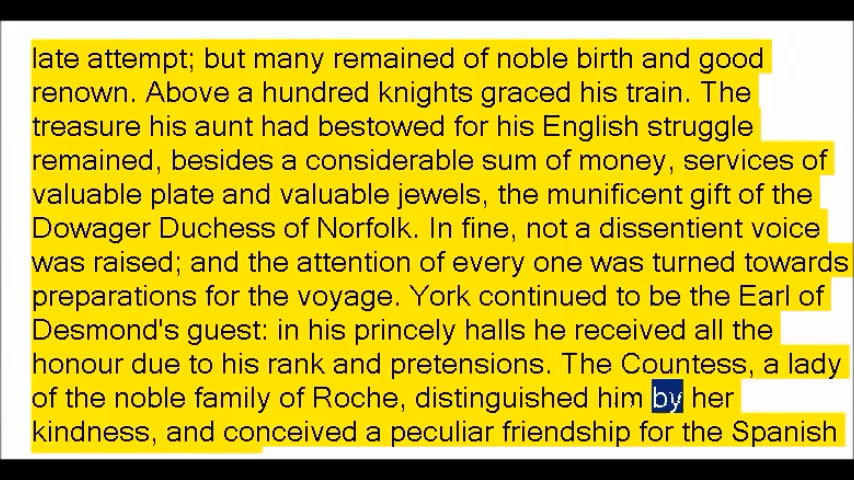 late attempt; but many remained of noble birth and good
renown. Above a hundred knights graced his train. The
treasure his aunt had bestowed for his English struggle
remained, besides a considerable sum of money, services of
valuable plate and valuable jewels, the munificent gift of the
Dowager Duchess of Norfolk. In fine, not a dissentient voice
was raised; and the attention of every one was turned towards
preparations for the voyage. York continued to be the Earl of
Desmond's guest: in his princely halls he received all the
honour due to his rank and pretensions. The Countess, a lady
of the noble family of Roche, distinguished him by her
kindness, and conceived a peculiar friendship for the Spanish